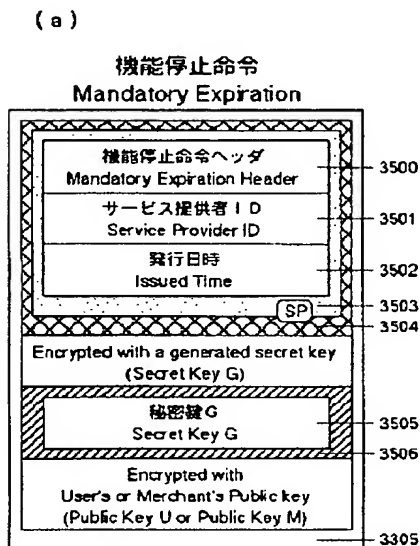 (a)
機能停止命令
Mandatory Expiration
機能停止命令ヘッダ
Mandatory Expiration Header
3500
サービス提供者ID
Service Provider ID
3501
発行日時
Issued Time
3502
3503
SP
3504
Encrypted with a generated secret key
(Secret Key G)
秘密鍵G
Secret Key G
3505
3506
Encrypted with
User's or Merchant's Public key
(Public Key U or Public Key M)
3305